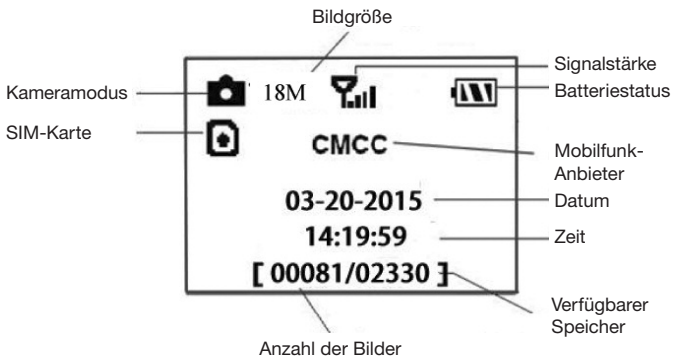 Bildgröße
Signalstärke
Kameramodus
18M
Batteriestatus
SIM-Karte
CMCC
Mobilfunk-
Anbieter
03-20-2015
Datum
14:19:59
Zeit
[ 00081/02330 ]
Verfügbarer
Speicher
Anzahl der Bilder